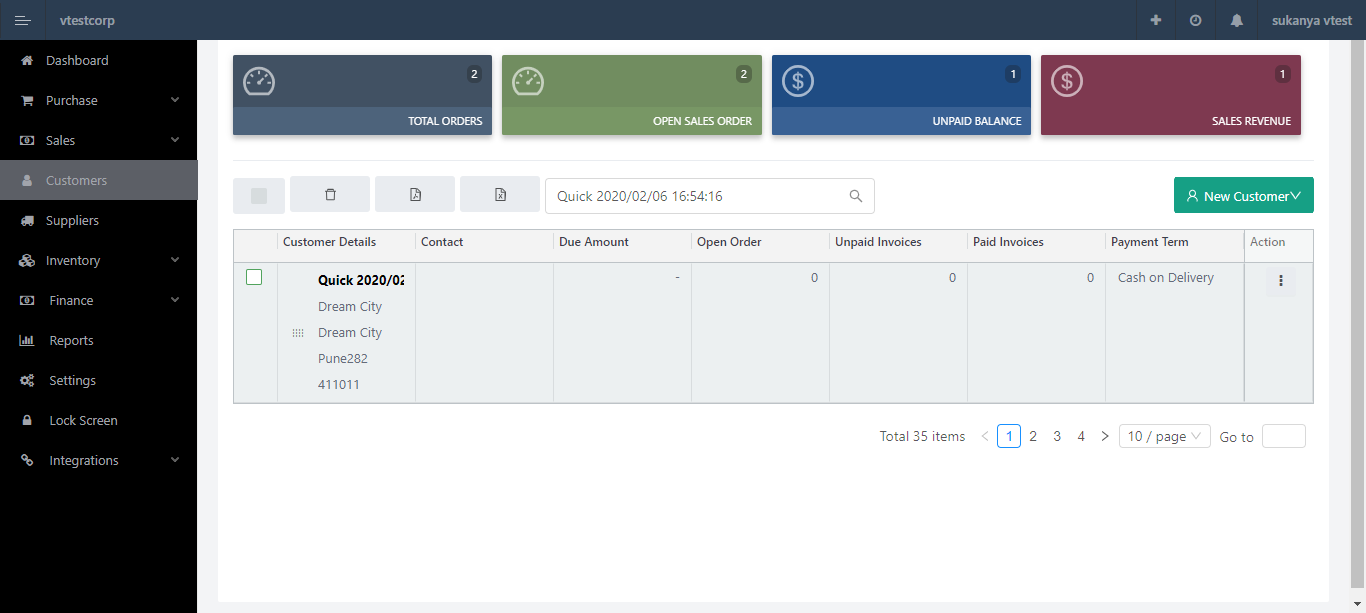 vtestcorp
sukanya vtest
Dashboard
Purchase
Sales
Customers
Suppliers
Inventory
Finance
Reports
Settings
Lock Screen
Integrations
2
TOTAL ORDERS
2
OPEN SALES ORDER
1
UNPAID BALANCE
1
SALES REVENUE
Quick 2020/02/06 16:54:16
New Customer
Customer Details Contact Due Amount Open Order Unpaid Invoices Paid Invoices Payment Term Action
Quick 2020/02 - 0 0 0 Cash on Delivery
Dream City
Dream City
Pune282
411011
Total 35 items < 1 2 3 4 > 10 / page Go to